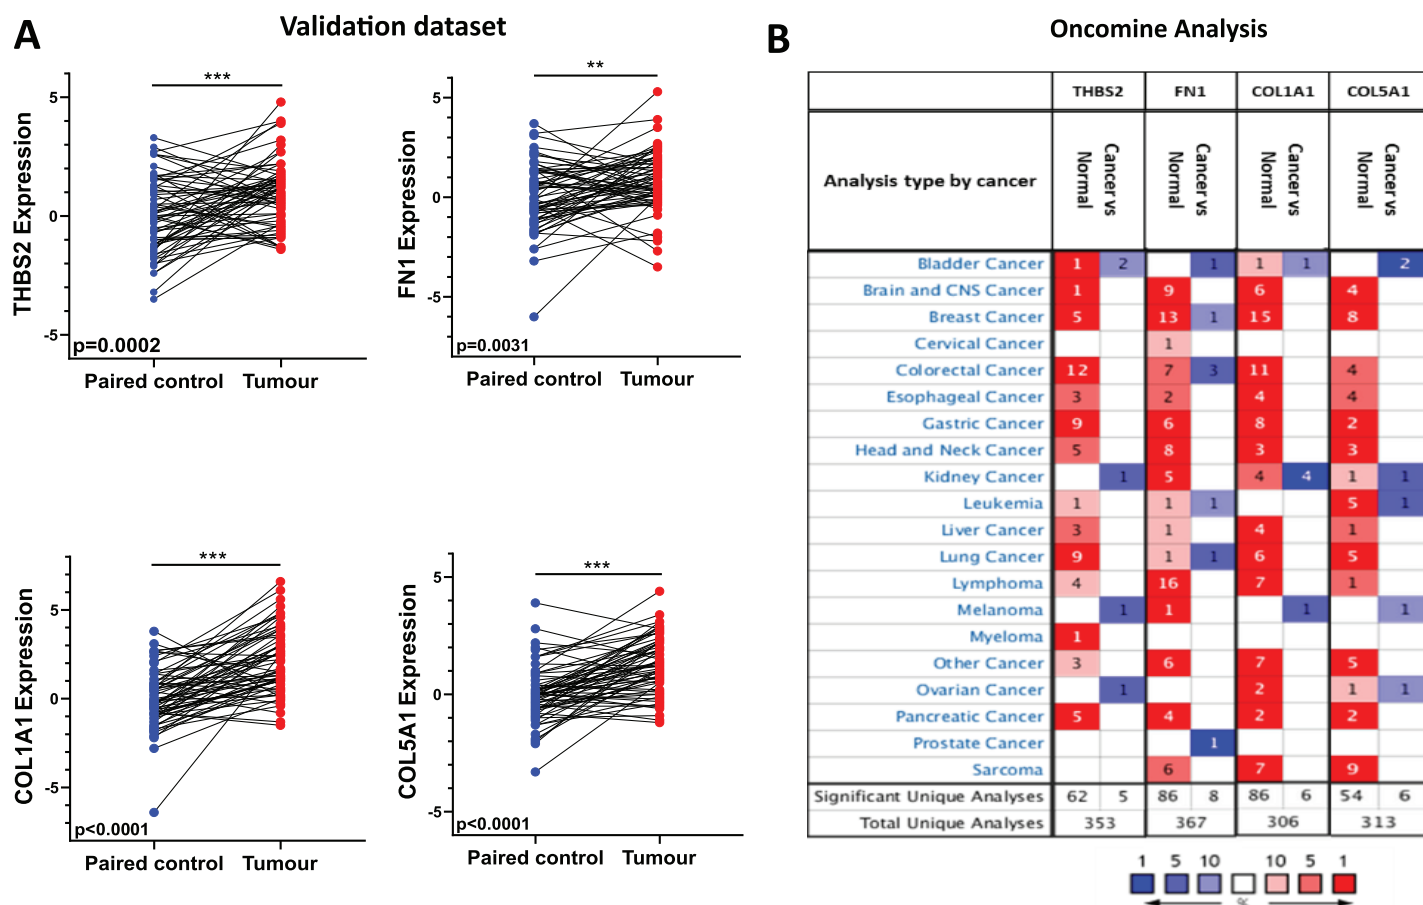 A
Validation dataset
***
5
0
-5
THBS2 Expression
p=0.0002
Paired control Tumour
**
5
0
-5
FN1 Expression
p=0.0031
Paired control Tumour
***
5
0
-5
COL1A1 Expression
p<0.0001
Paired control Tumour
***
5
0
-5
COL5A1 Expression
p<0.0001
Paired control Tumour
B
Oncomine Analysis
THBS2 FN1 COL1A1 COL5A1
Analysis type by cancer
Cancer vs
Normal
Cancer vs
Normal
Cancer vs
Normal
Cancer vs
Normal
Bladder Cancer 1 2 1 1 1 2
Brain and CNS Cancer 1 9 6 4
Breast Cancer 5 13 1 15 8
Cervical Cancer 1
Colorectal Cancer 12 7 3 11 4
Esophageal Cancer 3 2 4 4
Gastric Cancer 9 6 8 2
Head and Neck Cancer 5 8 3 3
Kidney Cancer 1 5 4 4 1 1
Leukemia 1 1 1 5 1
Liver Cancer 3 1 4 1
Lung Cancer 9 1 1 6 5
Lymphoma 4 16 7 1
Melanoma 1 1 1 1
Myeloma 1
Other Cancer 3 6 7 5
Ovarian Cancer 1 2 1 1
Pancreatic Cancer 5 4 2 2
Prostate Cancer 1
Sarcoma 6 7 9
Significant Unique Analyses 62 5 86 8 86 6 54 6
Total Unique Analyses 353 367 306 313
1 5 10 10 5 1
%